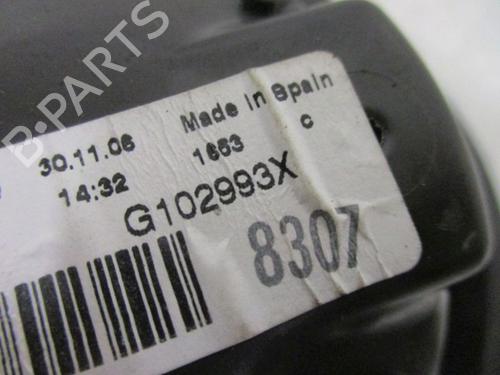 B-PARTS
30.11.06 Made in Spain
14:32 1663 C
G102993X
8307